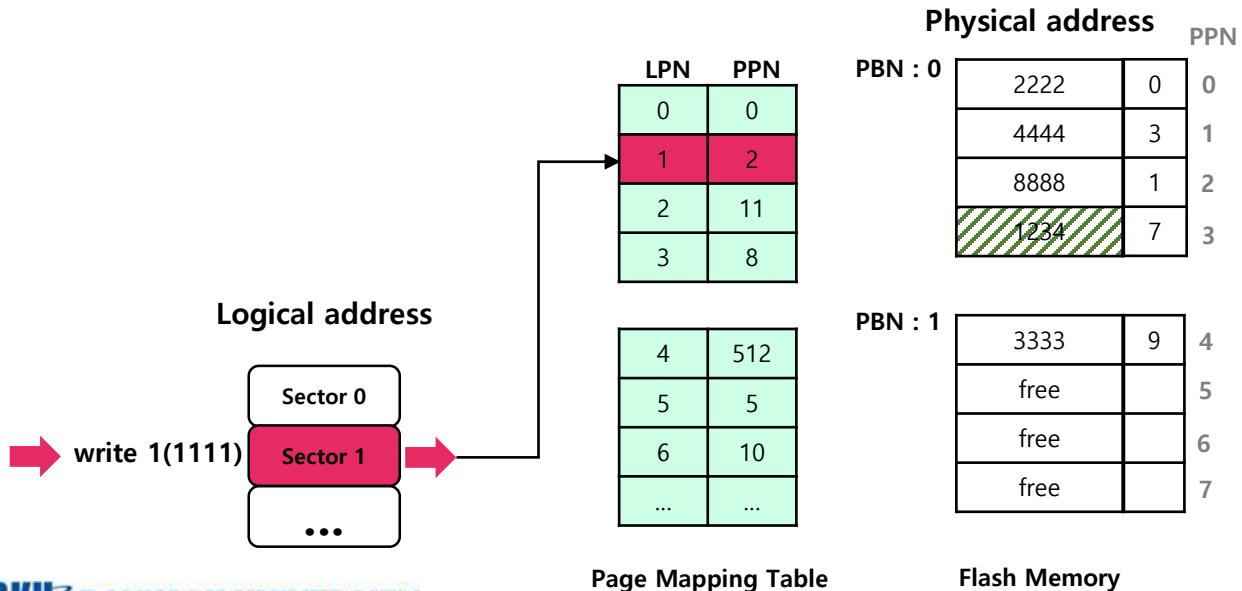 Physical address
PPN
LPN PPN
0 0
1 2
2 11
3 8
4 512
5 5
6 10
... ...
Page Mapping Table
PBN : 0
2222 0 0
4444 3 1
8888 1 2
1234 7 3
PBN : 1
3333 9 4
free 5
free 6
free 7
Flash Memory
Logical address
Sector 0
write 1(1111) Sector 1
...